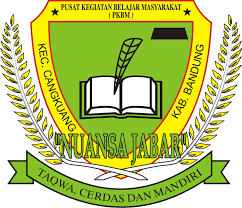 PUSAT KEGIATAN BELAJAR MASYARAKAT
( PKBM )
KEC. CANGKUANG
KAB. BANDUNG
"NUANSA JABAR"
TAQWA, CERDAS DAN MANDIRI